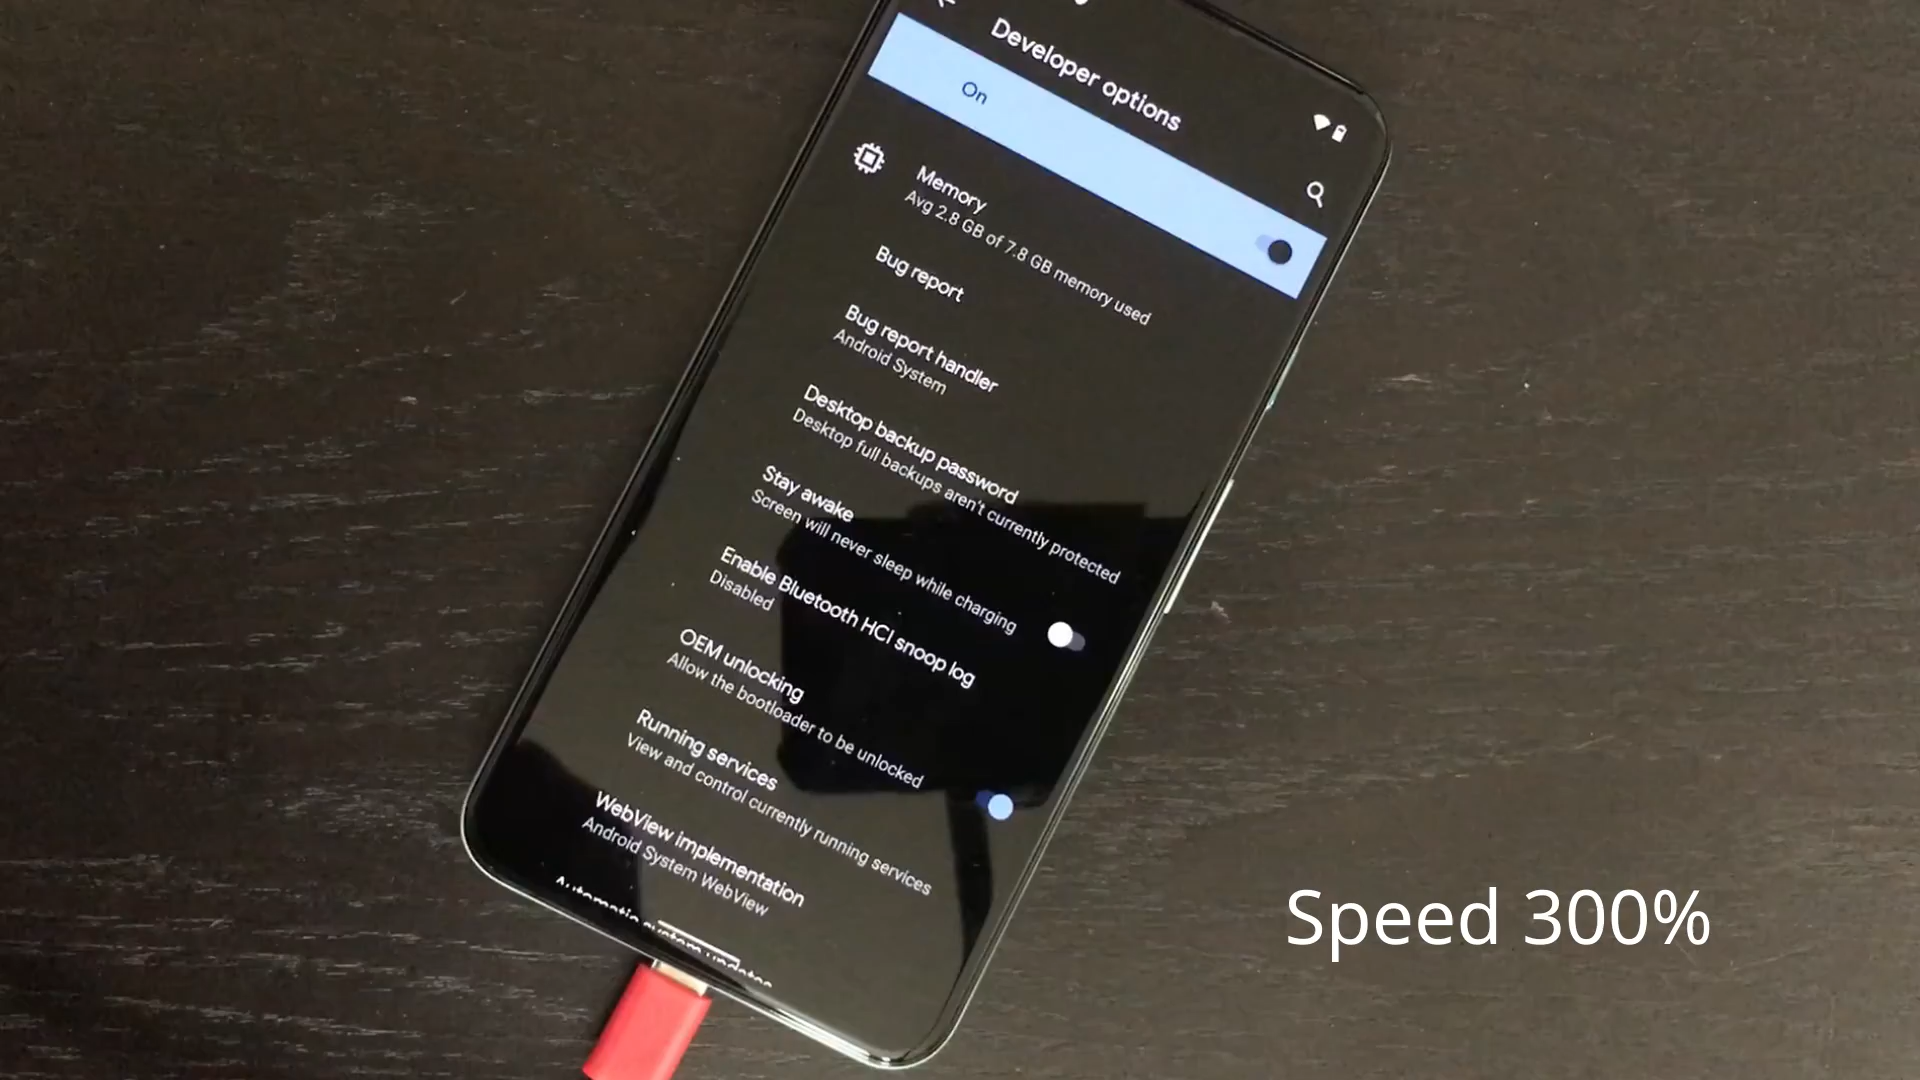 Developer options
On
Memory
Avg 2.8 GB of 7.8 GB memory used
Bug report
Bug report handler
Android System
Desktop backup password
Desktop full backups aren't currently protected
Stay awake
Screen will never sleep while charging
Enable Bluetooth HCI snoop log
Disabled
OEM unlocking
Allow the bootloader to be unlocked
Running services
View and control currently running services
WebView implementation
Android System WebView
Automatic system updates
Speed 300%